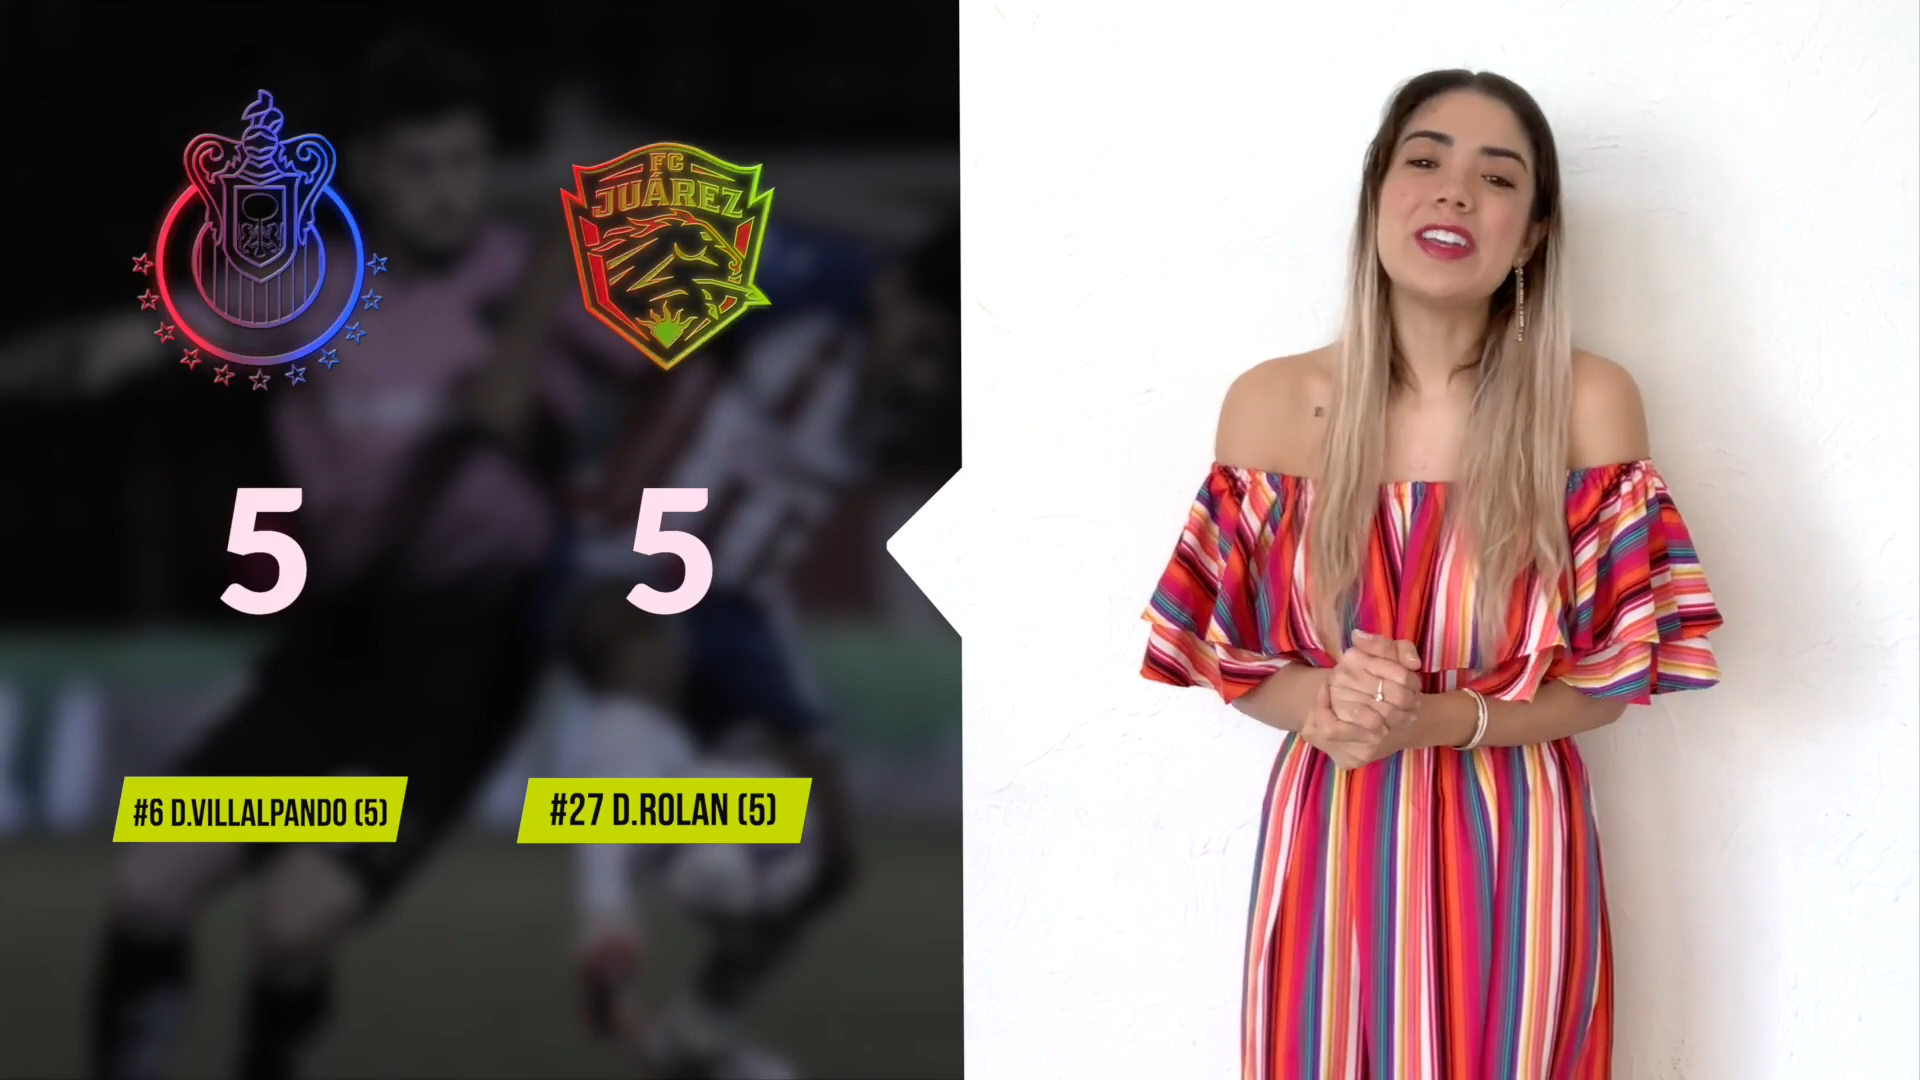 FC
JUÁREZ
5
5
#6 D.VILLALPANDO (5)
#27 D.ROLAN (5)